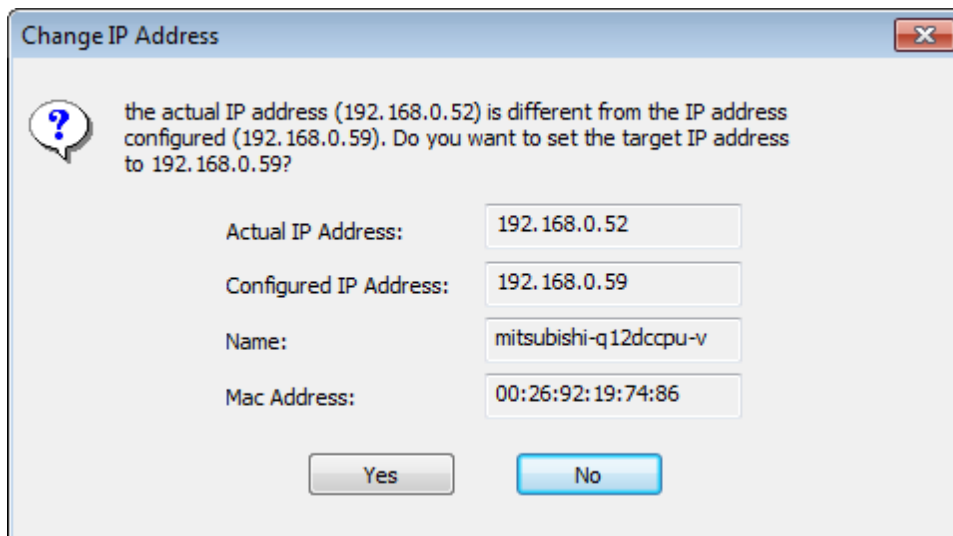 Change IP Address
the actual IP address (192.168.0.52) is different from the IP address
configured (192.168.0.59). Do you want to set the target IP address
to 192.168.0.59?
Actual IP Address: 192.168.0.52
Configured IP Address: 192.168.0.59
Name: mitsubishi-q12dccpu-v
Mac Address: 00:26:92:19:74:86
Yes No